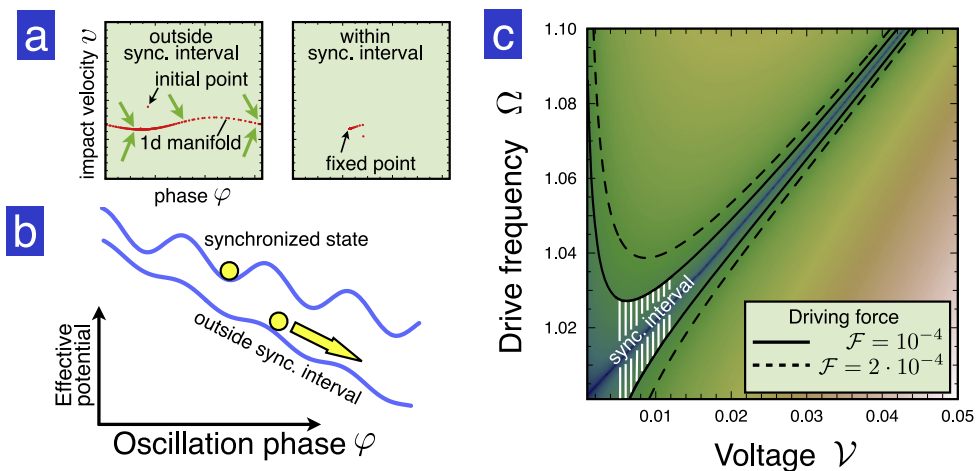 a
outside
sync. interval
initial point
1d manifold
impact velocity υ
phase φ
within
sync. interval
fixed point
b
synchronized state
outside sync. interval
Effective
potential
Oscillation phase φ
c
1.10
1.08
1.06
1.04
1.02
Drive frequency Ω
sync. interval
Driving force
ℱ = 10⁻⁴
ℱ = 2 · 10⁻⁴
0.01 0.02 0.03 0.04 0.05
Voltage 𝒱